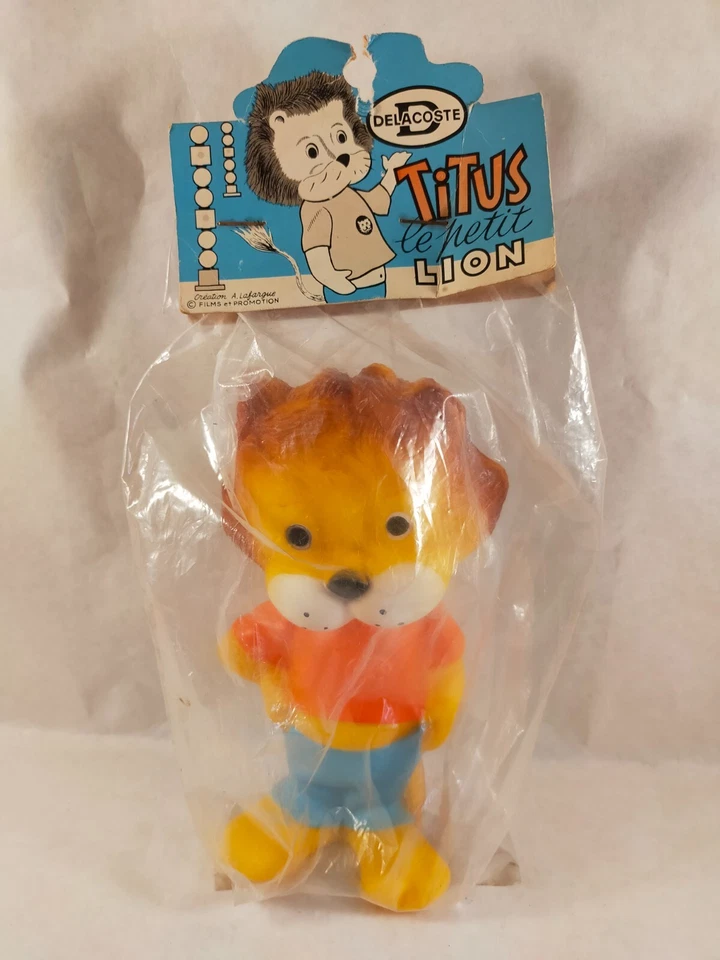 D
DELACOSTE
TiTUS
le petit
LION
Création A. Lafargue
© FILMS et PROMOTION